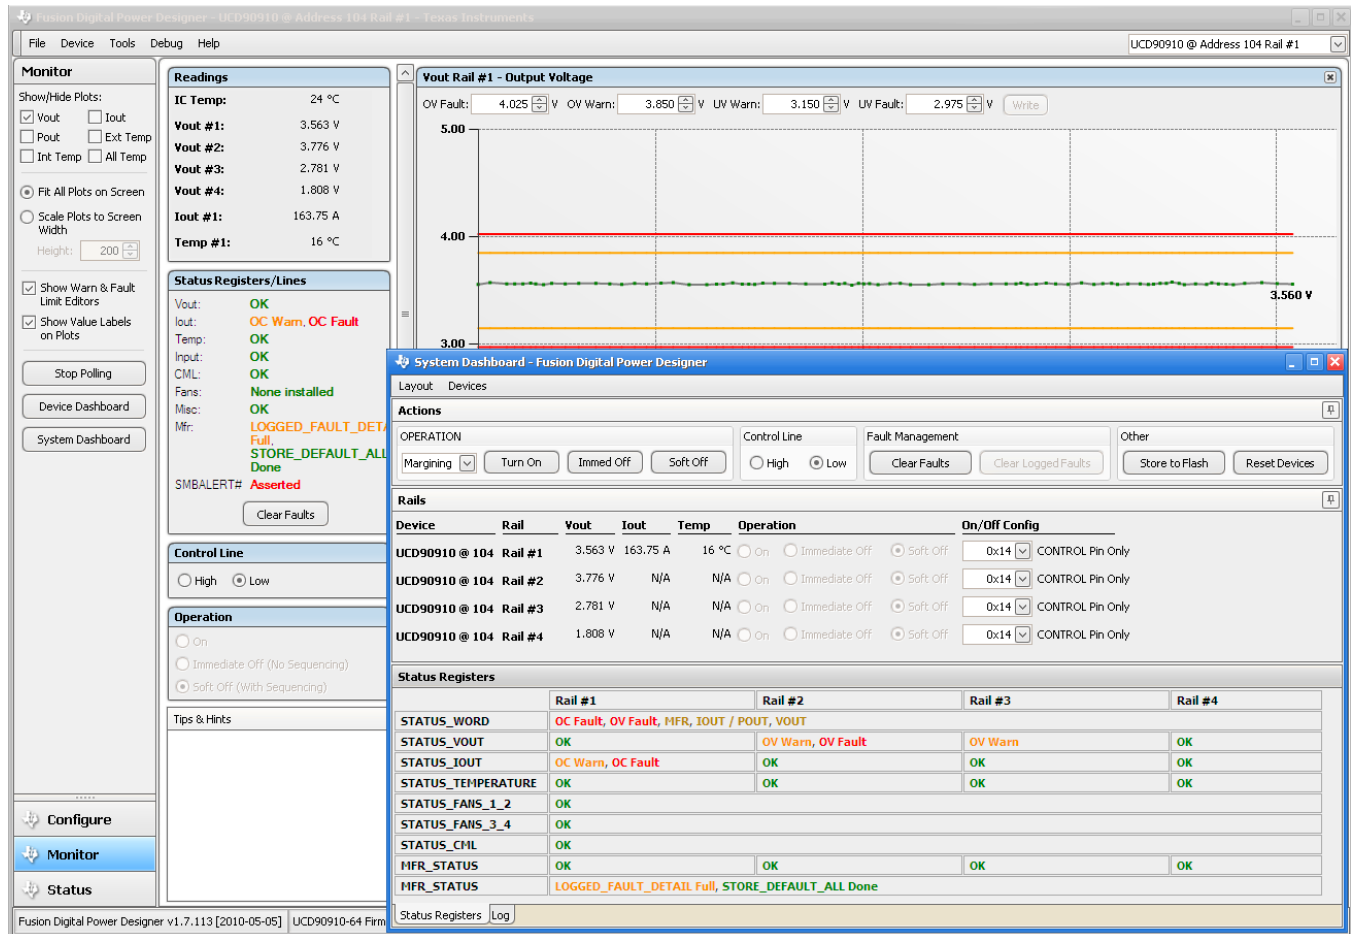 Fusion Digital Power Designer - UCD90910 @ Address 104 Rail #1 - Texas Instruments
File Device Tools Debug Help
UCD90910 @ Address 104 Rail #1
Monitor
Show/Hide Plots:
Vout Iout
Pout Ext Temp
Int Temp All Temp
Fit All Plots on Screen
Scale Plots to Screen
Width
Height: 200
Show Warn & Fault
Limit Editors
Show Value Labels
on Plots
Stop Polling
Device Dashboard
System Dashboard
Configure
Monitor
Status
Readings
IC Temp: 24 °C
Vout #1: 3.563 V
Vout #2: 3.776 V
Vout #3: 2.781 V
Vout #4: 1.808 V
Iout #1: 163.75 A
Temp #1: 16 °C
Status Registers/Lines
Vout: OK
Iout: OC Warn, OC Fault
Temp: OK
Input: OK
CML: OK
Fans: None installed
Misc: OK
Mfr: LOGGED_FAULT_DETA
Full,
STORE_DEFAULT_ALL
Done
SMBALERT# Asserted
Clear Faults
Control Line
High Low
Operation
On
Immediate Off (No Sequencing)
Soft Off (With Sequencing)
Tips & Hints
Vout Rail #1 - Output Voltage
OV Fault: 4.025 V OV Warn: 3.850 V UV Warn: 3.150 V UV Fault: 2.975 V Write
5.00
4.00
3.560 V
3.00
System Dashboard - Fusion Digital Power Designer
Layout Devices
Actions
OPERATION Control Line Fault Management Other
Margining Turn On Immed Off Soft Off High Low Clear Faults Clear Logged Faults Store to Flash Reset Devices
Rails
Device Rail Vout Iout Temp Operation On/Off Config
UCD90910 @ 104 Rail #1 3.563 V 163.75 A 16 °C On Immediate Off Soft Off 0x14 CONTROL Pin Only
UCD90910 @ 104 Rail #2 3.776 V N/A N/A On Immediate Off Soft Off 0x14 CONTROL Pin Only
UCD90910 @ 104 Rail #3 2.781 V N/A N/A On Immediate Off Soft Off 0x14 CONTROL Pin Only
UCD90910 @ 104 Rail #4 1.808 V N/A N/A On Immediate Off Soft Off 0x14 CONTROL Pin Only
Status Registers
Rail #1 Rail #2 Rail #3 Rail #4
STATUS_WORD OC Fault, OV Fault, MFR, IOUT / POUT, VOUT
STATUS_VOUT OK OV Warn, OV Fault OV Warn OK
STATUS_IOUT OC Warn, OC Fault OK OK OK
STATUS_TEMPERATURE OK OK OK OK
STATUS_FANS_1_2 OK
STATUS_FANS_3_4 OK
STATUS_CML OK
MFR_STATUS OK OK OK OK
MFR_STATUS LOGGED_FAULT_DETAIL Full, STORE_DEFAULT_ALL Done
Status Registers Log
Fusion Digital Power Designer v1.7.113 [2010-05-05] UCD90910-64 Firm